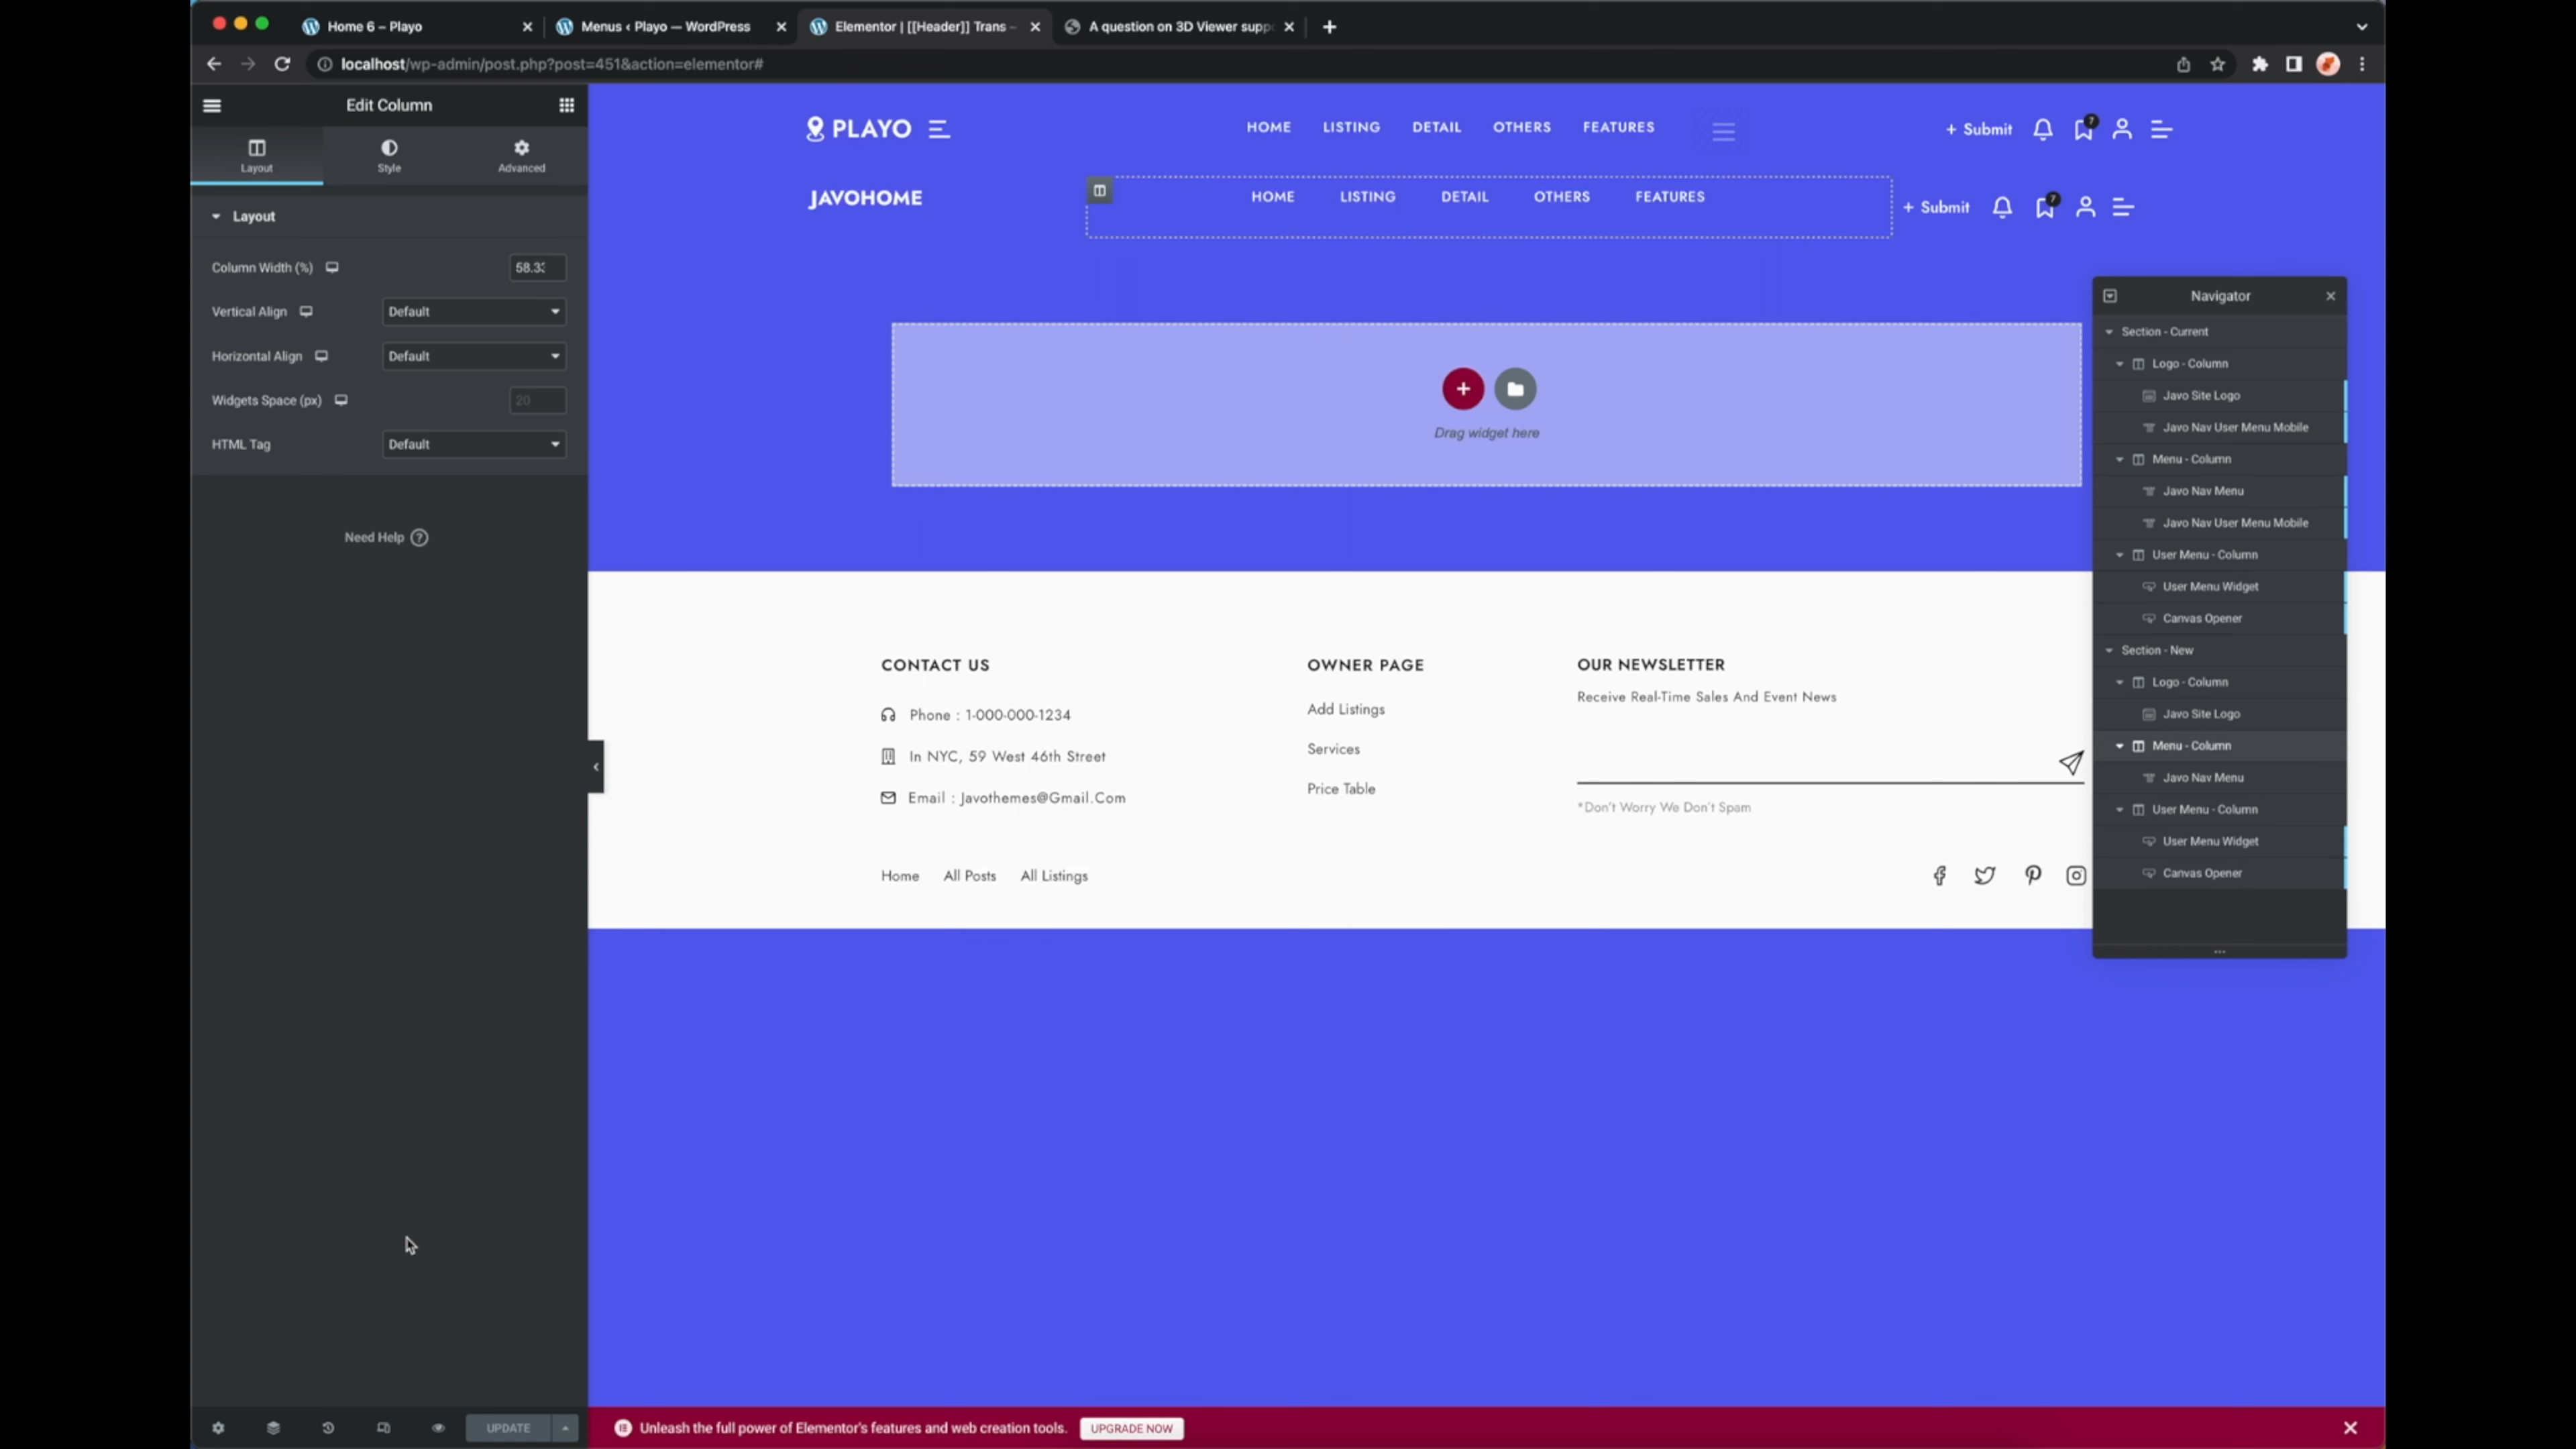 Home 6 – Playo
Menus ‹ Playo — WordPress
Elementor | [[Header]] Trans –
A question on 3D Viewer supp
localhost/wp-admin/post.php?post=451&action=elementor#
Edit Column
Layout
Style
Advanced
Layout
Column Width (%)
58.33
Vertical Align
Default
Horizontal Align
Default
Widgets Space (px)
20
HTML Tag
Default
Need Help ?
UPDATE
PLAYO
HOME LISTING DETAIL OTHERS FEATURES
+ Submit
7
JAVOHOME
HOME LISTING DETAIL OTHERS FEATURES
+ Submit
7
Drag widget here
CONTACT US
Phone : 1-000-000-1234
In NYC, 59 West 46th Street
Email : Javothemes@Gmail.Com
OWNER PAGE
Add Listings
Services
Price Table
OUR NEWSLETTER
Receive Real-Time Sales And Event News
*Don't Worry We Don't Spam
Home All Posts All Listings
Navigator
Section - Current
Logo - Column
Javo Site Logo
Javo Nav User Menu Mobile
Menu - Column
Javo Nav Menu
Javo Nav User Menu Mobile
User Menu - Column
User Menu Widget
Canvas Opener
Section - New
Logo - Column
Javo Site Logo
Menu - Column
Javo Nav Menu
User Menu - Column
User Menu Widget
Canvas Opener
Unleash the full power of Elementor's features and web creation tools.
UPGRADE NOW